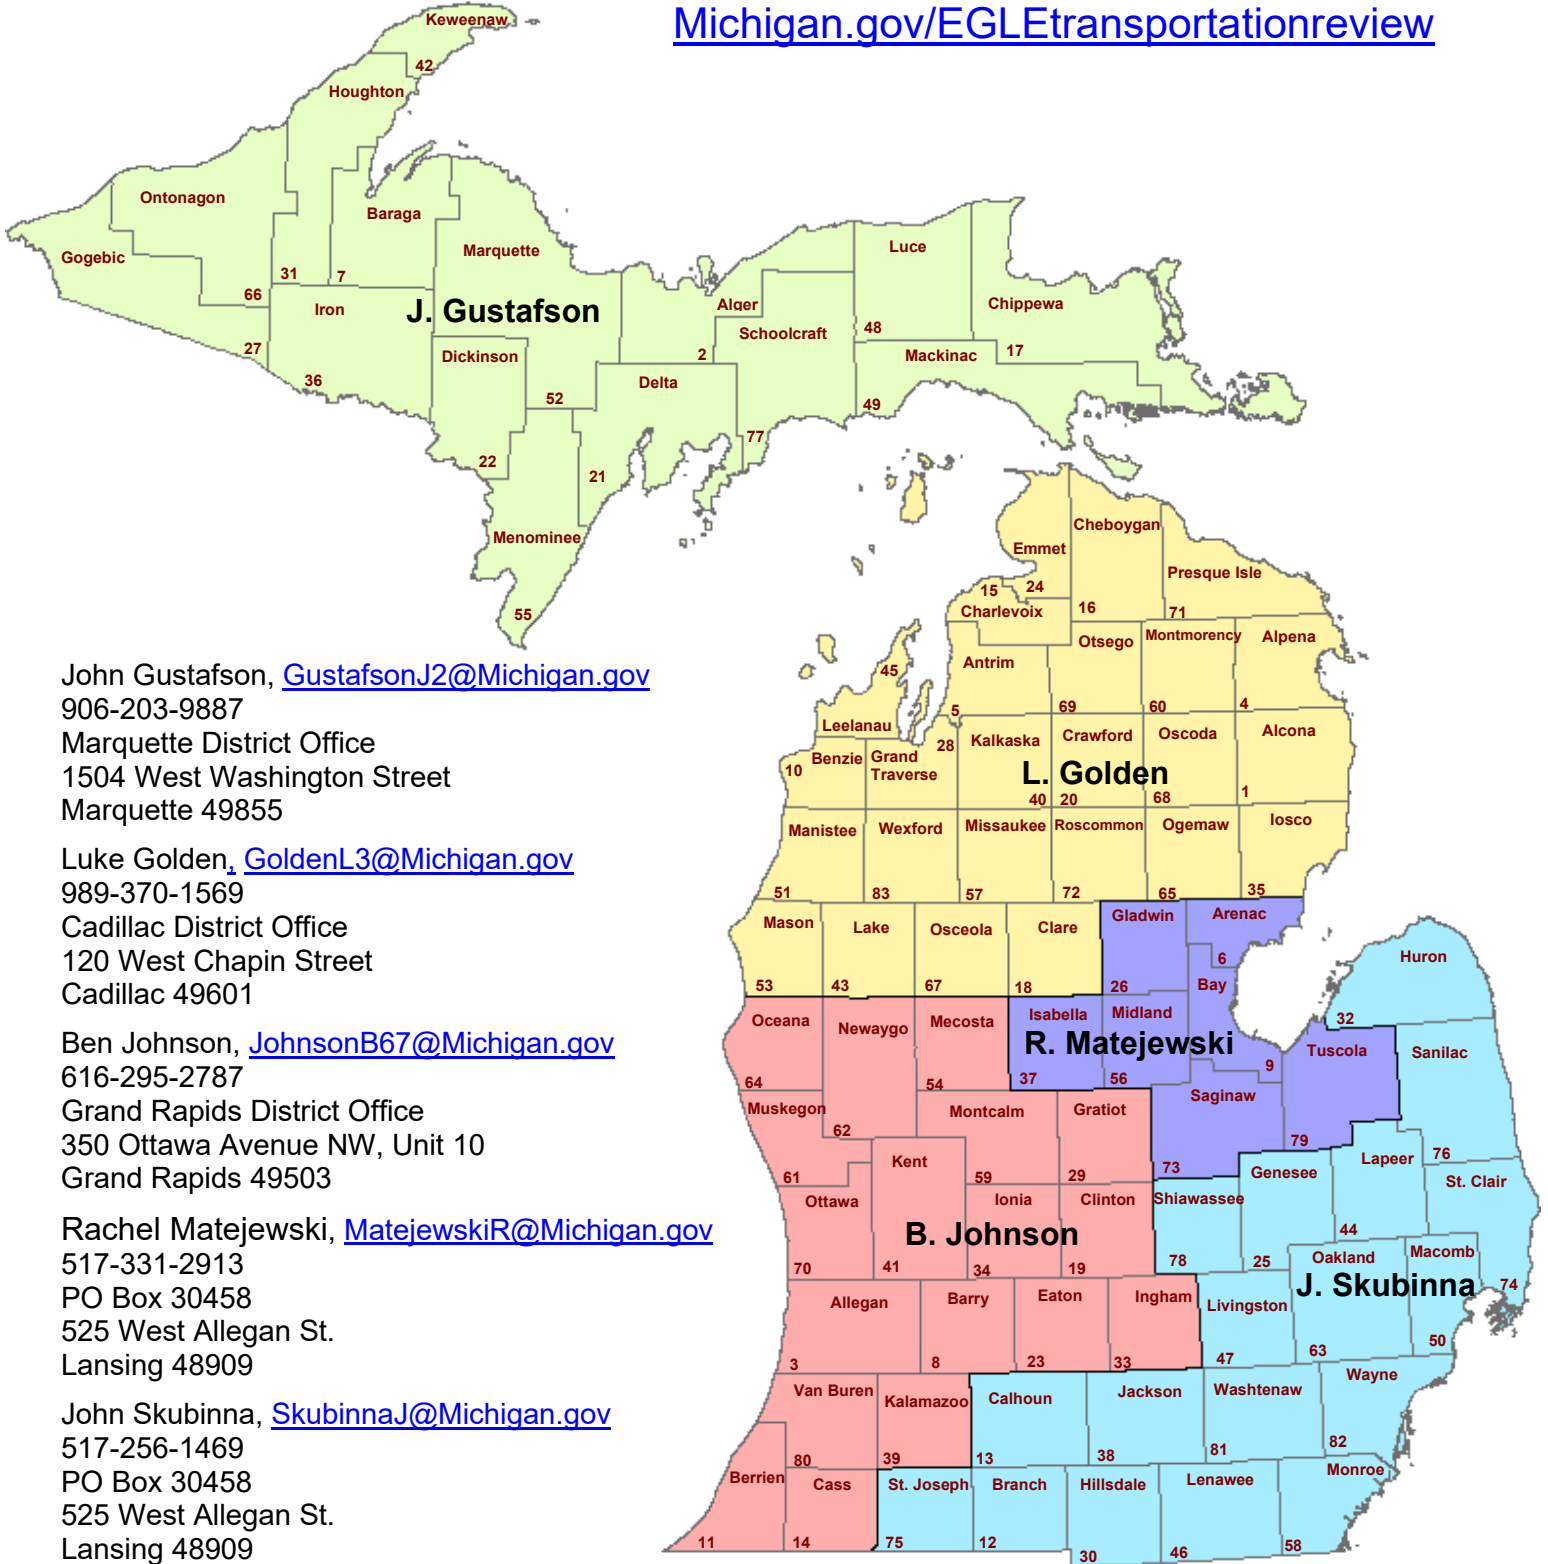 Michigan.gov/EGLEtransportationreview
Keweenaw
42
Houghton
Ontonagon
Baraga
Gogebic
Marquette
Luce
31
7
66
Iron
J. Gustafson
Alger
Chippewa
Schoolcraft
48
27
Dickinson
2
Mackinac
17
36
Delta
52
49
77
22
21
Menominee
55
Cheboygan
Emmet
Presque Isle
15
24
Charlevoix
16
71
Otsego
Montmorency
Alpena
Antrim
45
5
69
60
4
Leelanau
Benzie
Grand
Traverse
28
Kalkaska
Crawford
Oscoda
Alcona
10
L. Golden
40
20
68
1
Manistee
Wexford
Missaukee
Roscommon
Ogemaw
Iosco
51
83
57
72
65
35
Mason
Lake
Osceola
Clare
Gladwin
Arenac
6
53
43
67
18
26
Bay
Huron
Oceana
Newaygo
Mecosta
Isabella
Midland
32
R. Matejewski
Tuscola
Sanilac
64
54
37
56
9
Muskegon
Montcalm
Gratiot
Saginaw
62
79
Kent
61
59
29
73
Genesee
Lapeer
76
Ottawa
Ionia
Clinton
Shiawassee
St. Clair
B. Johnson
44
70
41
34
19
78
25
Oakland
Macomb
J. Skubinna
74
Allegan
Barry
Eaton
Ingham
Livingston
3
8
23
33
47
63
50
Van Buren
Kalamazoo
Calhoun
Jackson
Washtenaw
Wayne
80
39
13
38
81
82
Berrien
Cass
St. Joseph
Branch
Hillsdale
Lenawee
Monroe
11
14
75
12
30
46
58
John Gustafson, GustafsonJ2@Michigan.gov
906-203-9887
Marquette District Office
1504 West Washington Street
Marquette 49855
Luke Golden, GoldenL3@Michigan.gov
989-370-1569
Cadillac District Office
120 West Chapin Street
Cadillac 49601
Ben Johnson, JohnsonB67@Michigan.gov
616-295-2787
Grand Rapids District Office
350 Ottawa Avenue NW, Unit 10
Grand Rapids 49503
Rachel Matejewski, MatejewskiR@Michigan.gov
517-331-2913
PO Box 30458
525 West Allegan St.
Lansing 48909
John Skubinna, SkubinnaJ@Michigan.gov
517-256-1469
PO Box 30458
525 West Allegan St.
Lansing 48909